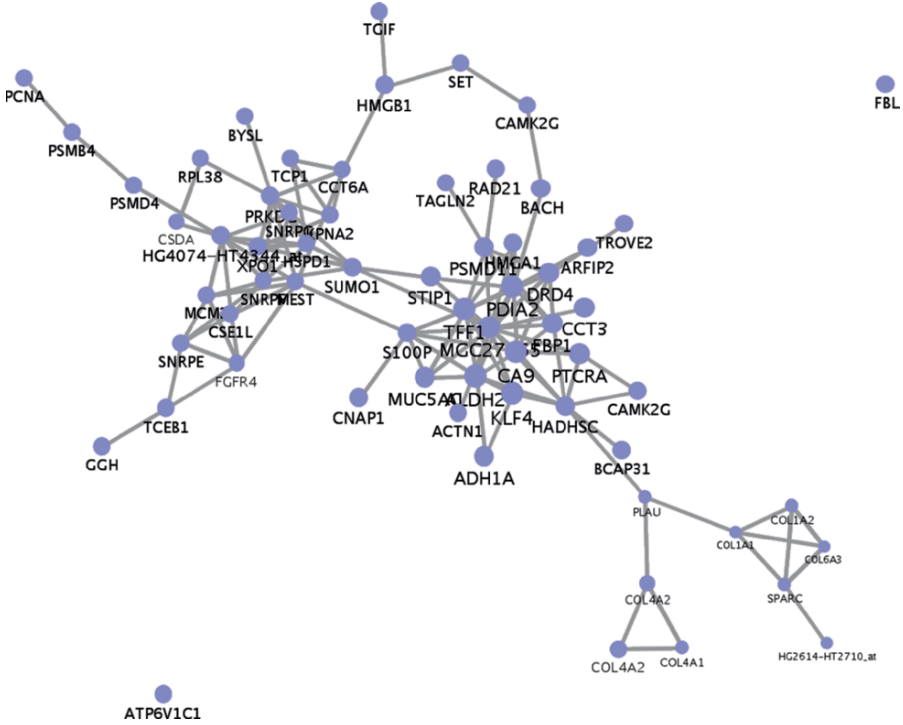 TGIF
SET
PCNA
HMGB1
FBL
CAMK2G
BYSL
PSMB4
RPL38
TCP1
CCT6A
RAD21
PSMD4
TAGLN2
BACH
SNRPG
CSDA
HG4074-HT4344_at
HSPD1
XPO1
TROVE2
HMGA1
PSMD11
ARFIP2
SUMO1
STIP1
DRD4
MEST
PDIA2
CSE1L
TFF1
CCT3
S100P
FBP1
SNRPE
CA9
PTCRA
FGFR4
ALDH2
KLF4
CAMK2G
CNAP1
TCEB1
ACTN1
HADHSC
GGH
ADH1A
BCAP31
PLAU
COL1A2
COL1A1
COL6A3
COL4A2
SPARC
COL4A2
COL4A1
HG2614-HT2710_at
ATP6V1C1